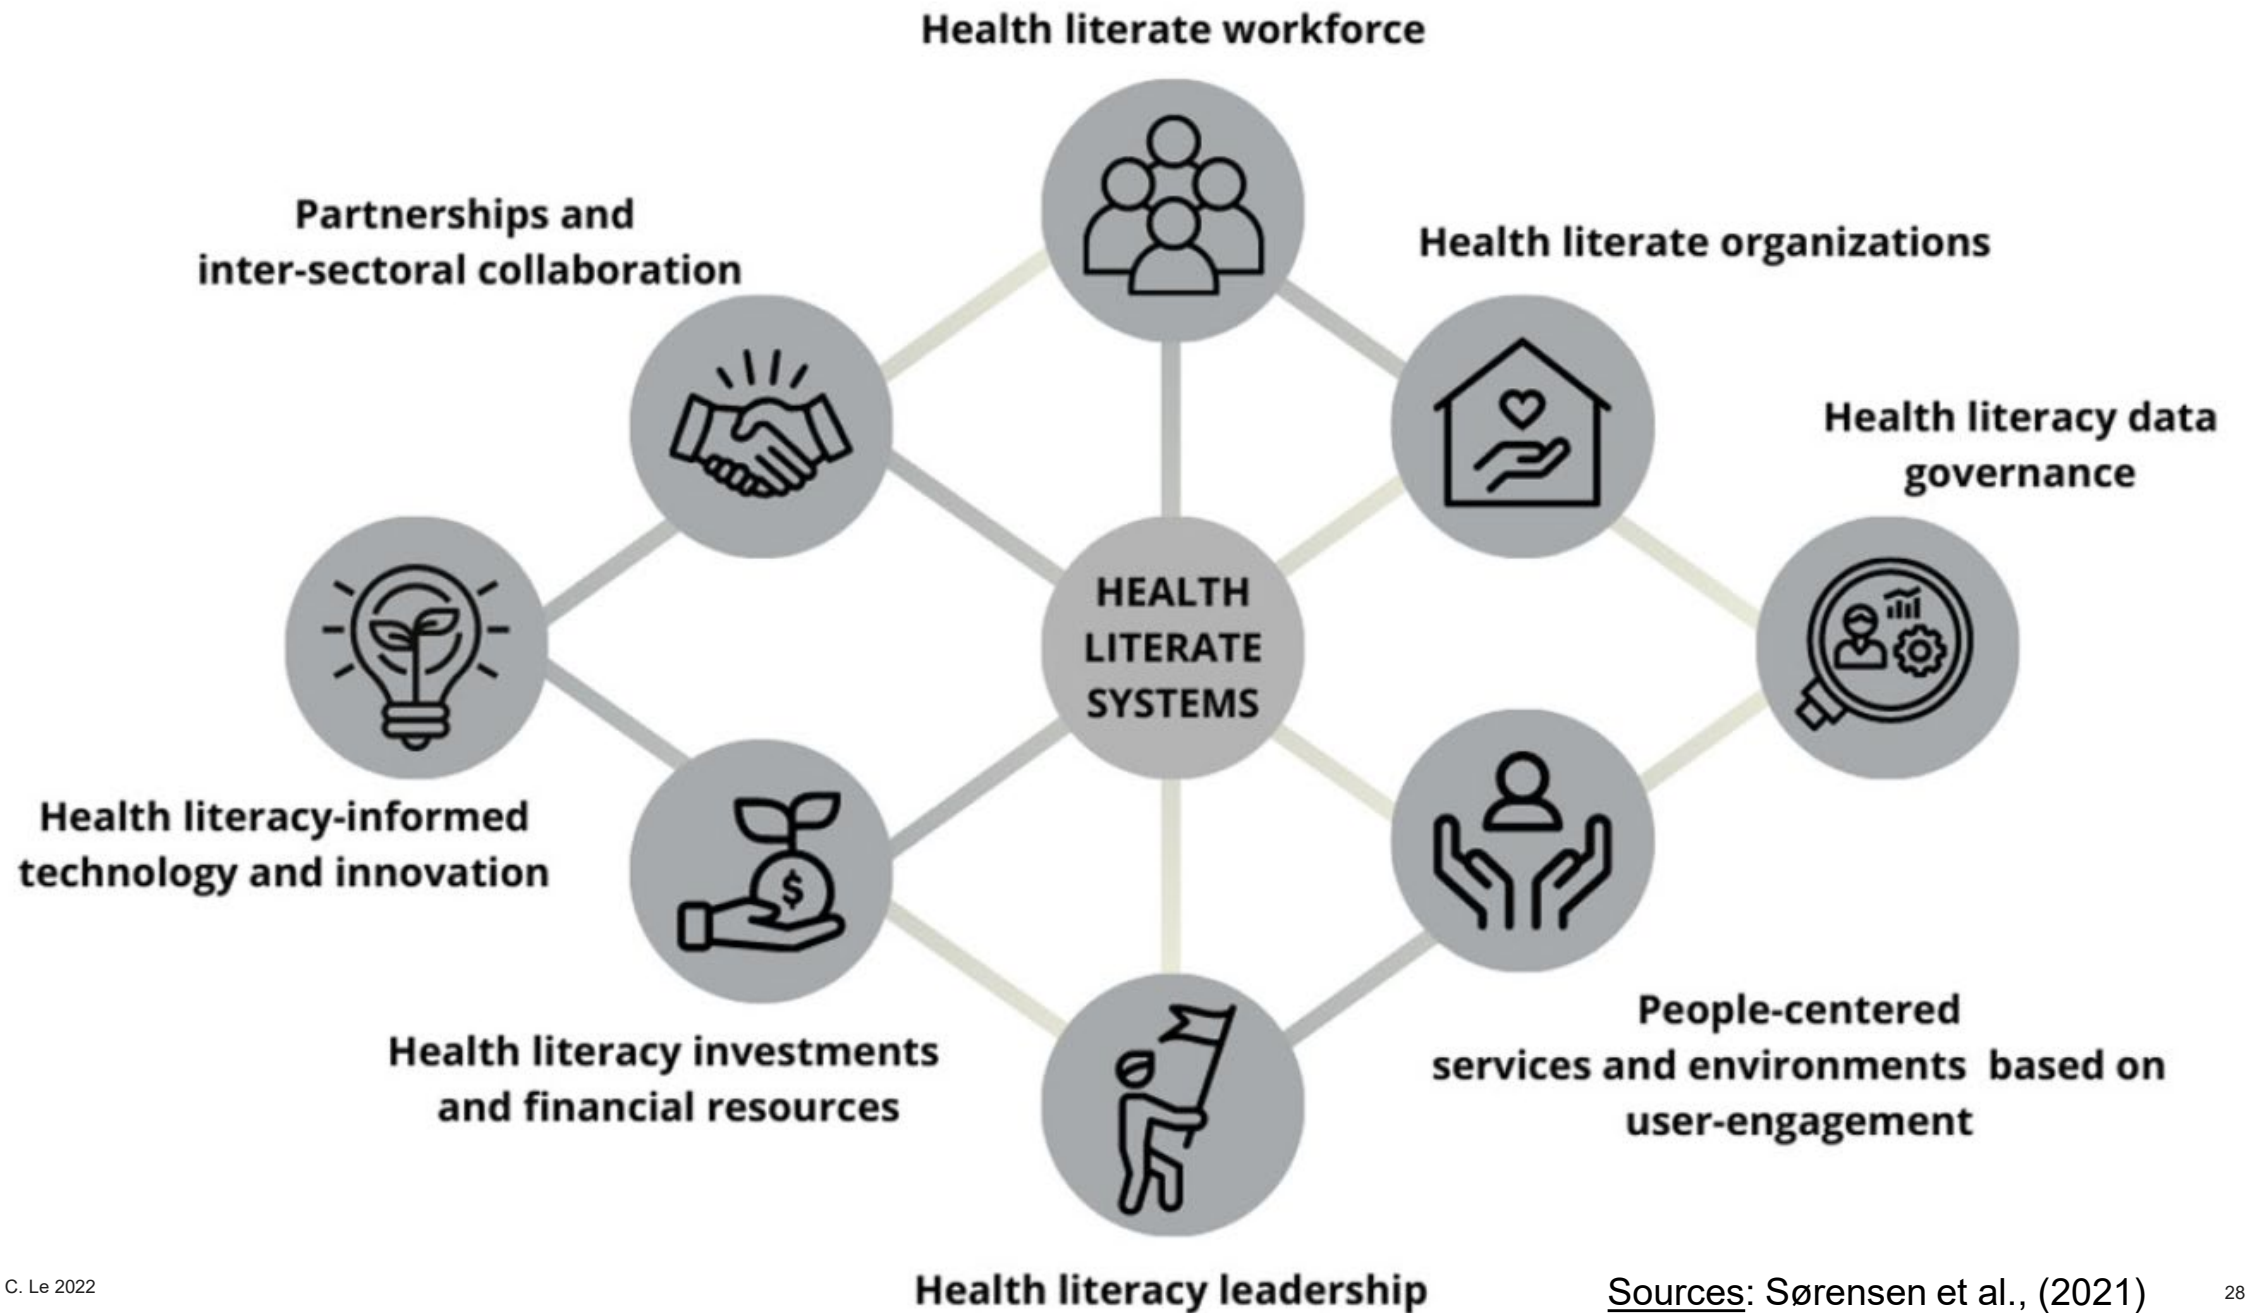 Health literate workforce
Partnerships and
inter-sectoral collaboration
Health literate organizations
Health literacy data
governance
HEALTH
LITERATE
SYSTEMS
Health literacy-informed
technology and innovation
$
Health literacy investments
and financial resources
People-centered
services and environments  based on
user-engagement
Health literacy leadership
C. Le 2022
Sources: Sørensen et al., (2021)
28